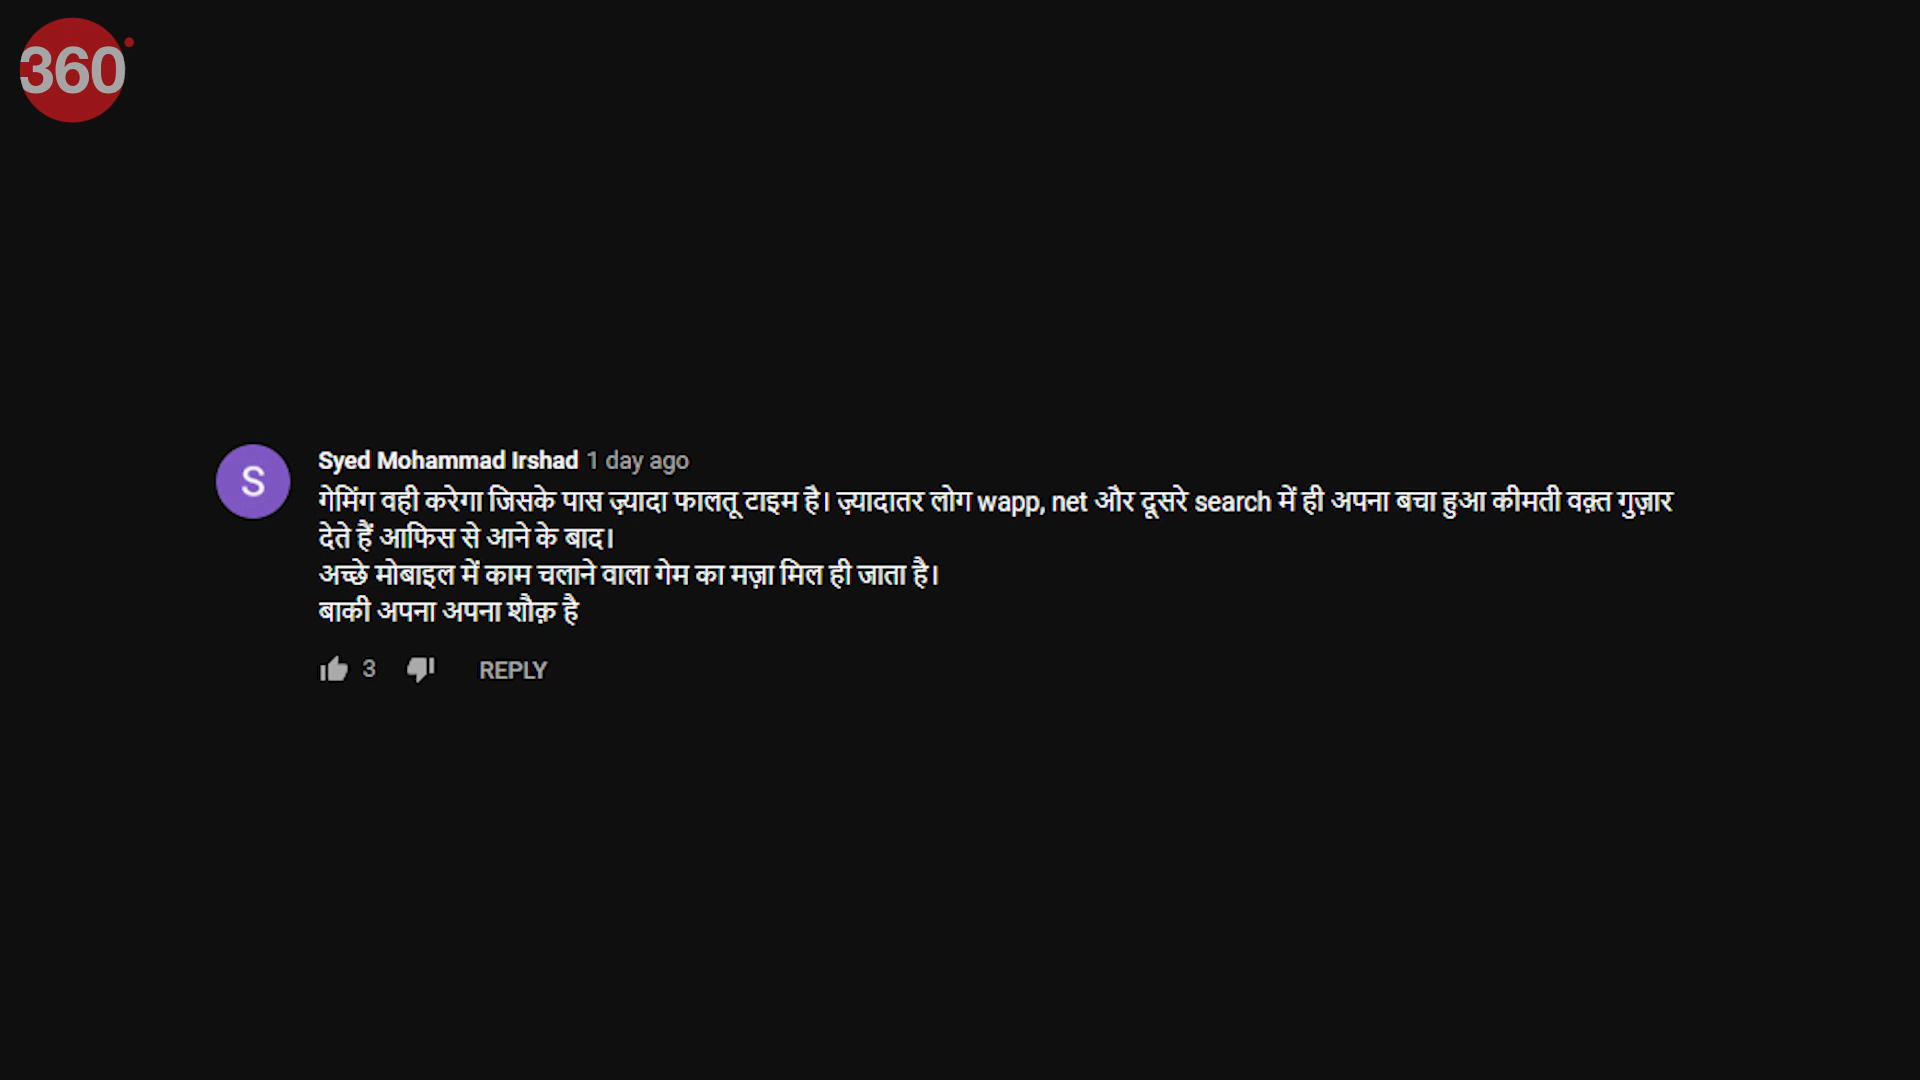 360
S
Syed Mohammad Irshad 1 day ago
गेमिंग वही करेगा जिसके पास ज़्यादा फालतू टाइम है। ज़्यादातर लोग wapp, net और दूसरे search में ही अपना बचा हुआ कीमती वक़्त गुज़ार
देते हैं आफिस से आने के बाद।
अच्छे मोबाइल में काम चलाने वाला गेम का मज़ा मिल ही जाता है।
बाकी अपना अपना शौक़ है
3 REPLY